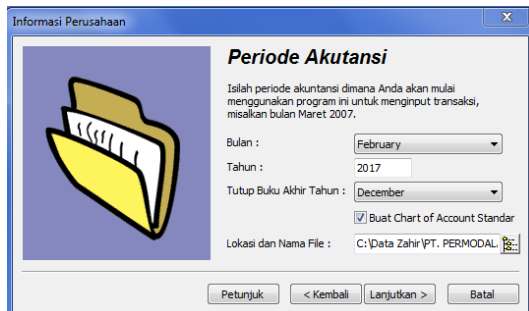 Informasi Perusahaan
Periode Akutansi
Isilah periode akuntansi dimana Anda akan mulai
menggunakan program ini untuk menginput transaksi,
misalkan bulan Maret 2007.
Bulan : February
Tahun : 2017
Tutup Buku Akhir Tahun : December
Buat Chart of Account Standar
Lokasi dan Nama File : C:\Data Zahir\PT. PERMODAL
Petunjuk < Kembali Lanjutkan > Batal